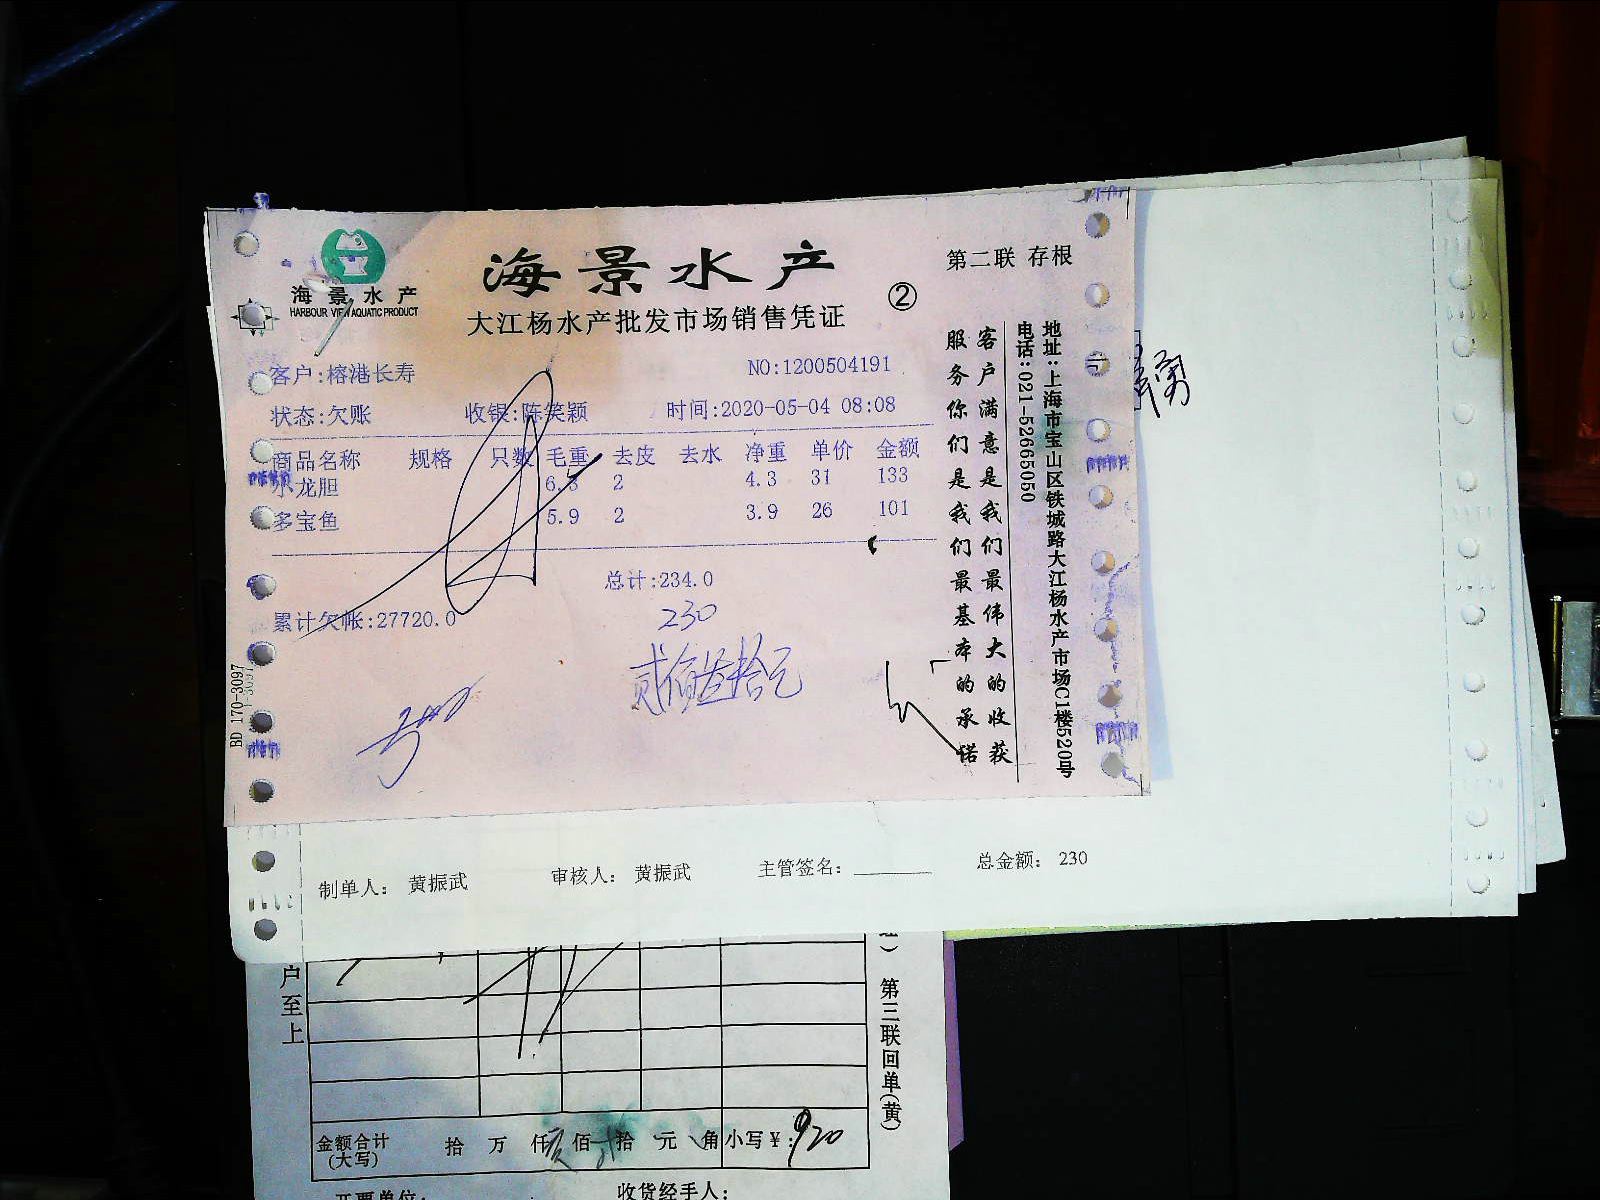 海景水产
HARBOUR VIEW AQUATIC PRODUCT
海景水产
大江杨水产批发市场销售凭证
②
第二联 存根
客户:榕港长寿
NO:1200504191
状态:欠账 收银:陈笑颖 时间:2020-05-04 08:08
商品名称 规格 只数 毛重 去皮 去水 净重 单价 金额
小龙胆 6.3 2 4.3 31 133
多宝鱼 5.9 2 3.9 26 101
总计:234.0
累计欠帐:27720.0
230
贰佰叁拾元
客户满意是我们最伟大的收获
服务你们是我们最基本的承诺
地址:上海市宝山区铁城路大江杨水产市场C1楼520号
电话:021-52665050
BD 170-3097
制单人: 黄振武 审核人: 黄振武 主管签名: 总金额: 230
户至上
第三联回单(黄)
金额合计
(大写)
拾 万 仟 佰 拾 元 角 小写¥: 920
开票单位: 收货经手人: